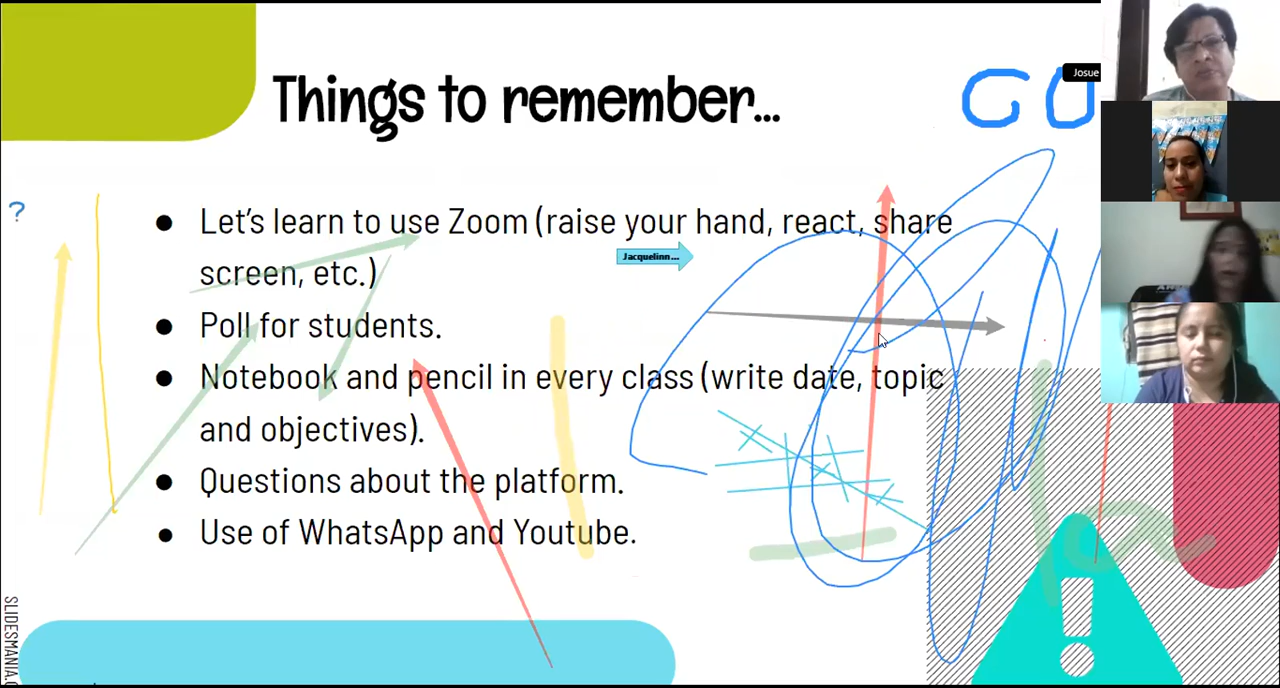 Things to remember...
Josue
GO
?
● Let's learn to use Zoom (raise your hand, react, share
screen, etc.)
Jacquelinn...
● Poll for students.
● Notebook and pencil in every class (write date, topic
and objectives).
● Questions about the platform.
● Use of WhatsApp and Youtube.
!
SLIDESMANIA.C